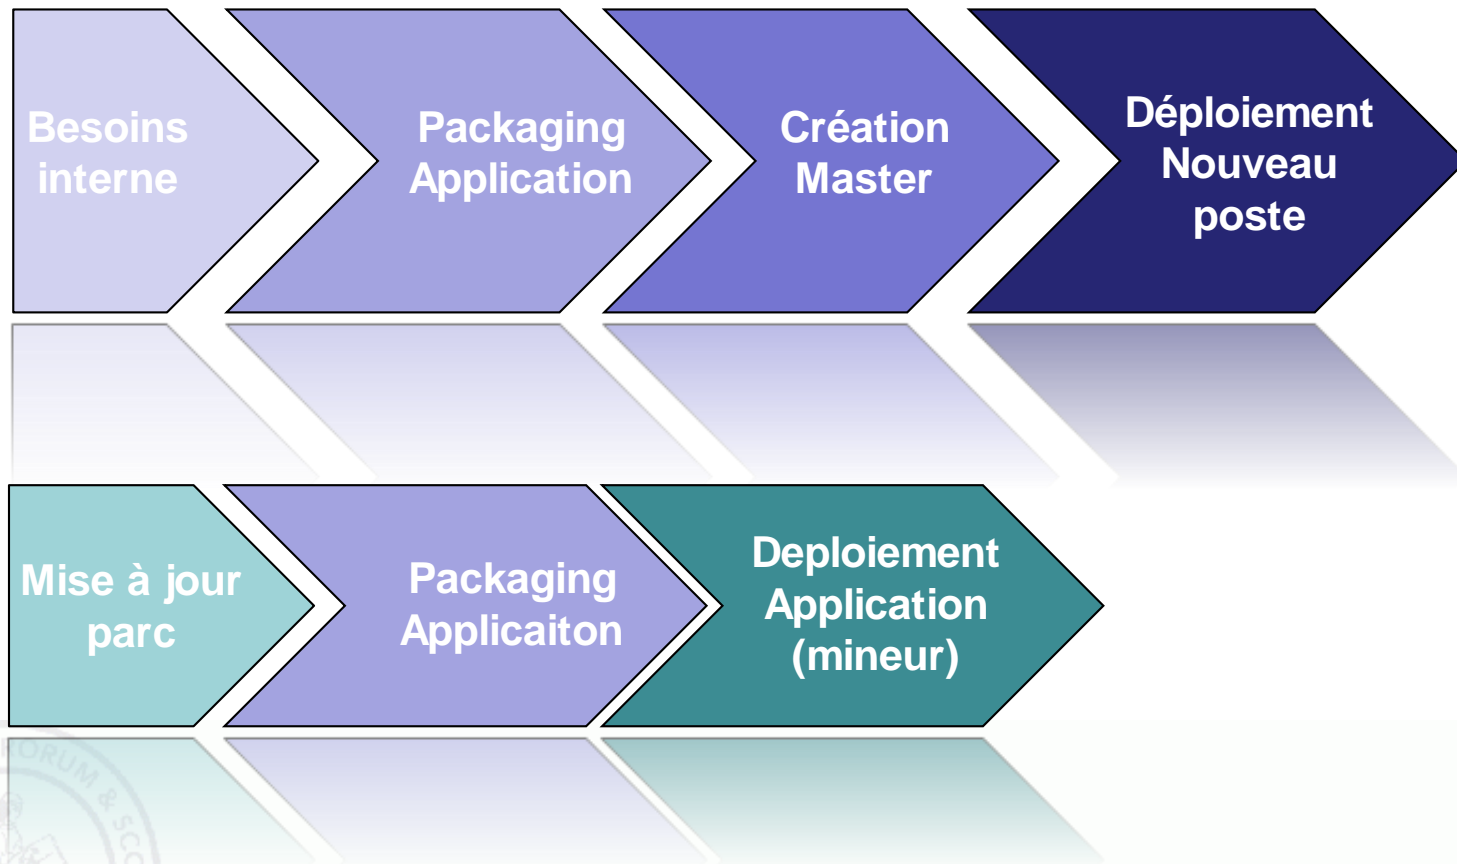 Besoins
interne
Packaging
Application
Création
Master
Déploiement
Nouveau
poste
Mise à jour
parc
Packaging
Applicaiton
Deploiement
Application
(mineur)